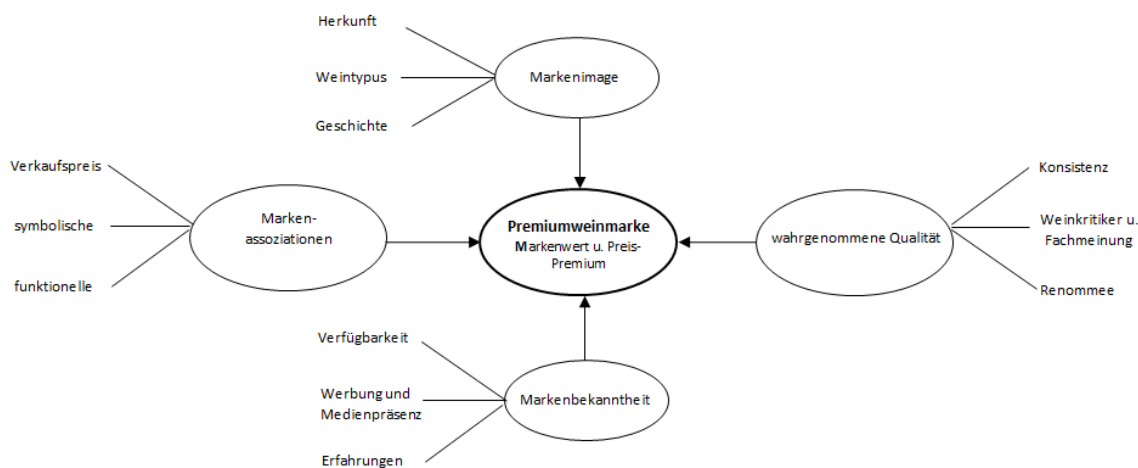 Herkunft
Weintypus
Geschichte
Markenimage
Verkaufspreis
symbolische
funktionelle
Marken-
assoziationen
Premiumweinmarke
Markenwert u. Preis-
Premium
wahrgenommene Qualität
Konsistenz
Weinkritiker u.
Fachmeinung
Renommee
Verfügbarkeit
Werbung und
Medienpräsenz
Erfahrungen
Markenbekanntheit